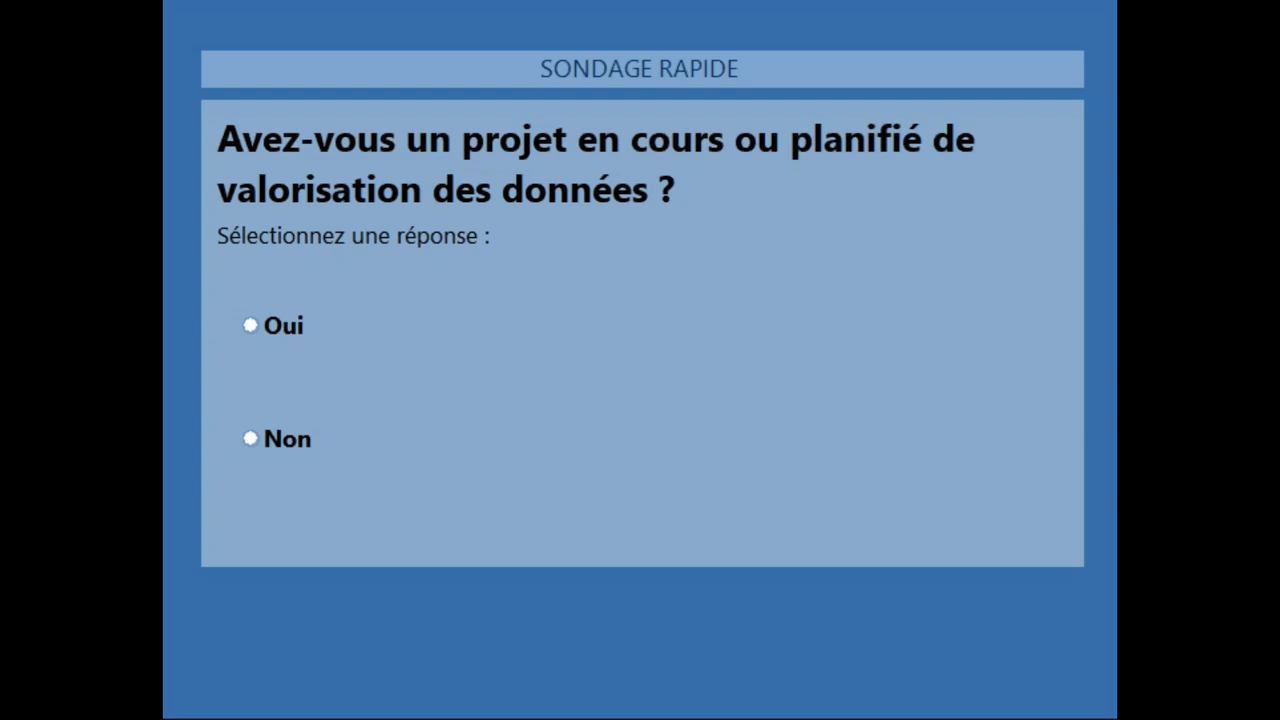 SONDAGE RAPIDE
Avez-vous un projet en cours ou planifié de
valorisation des données ?
Sélectionnez une réponse :
Oui
Non